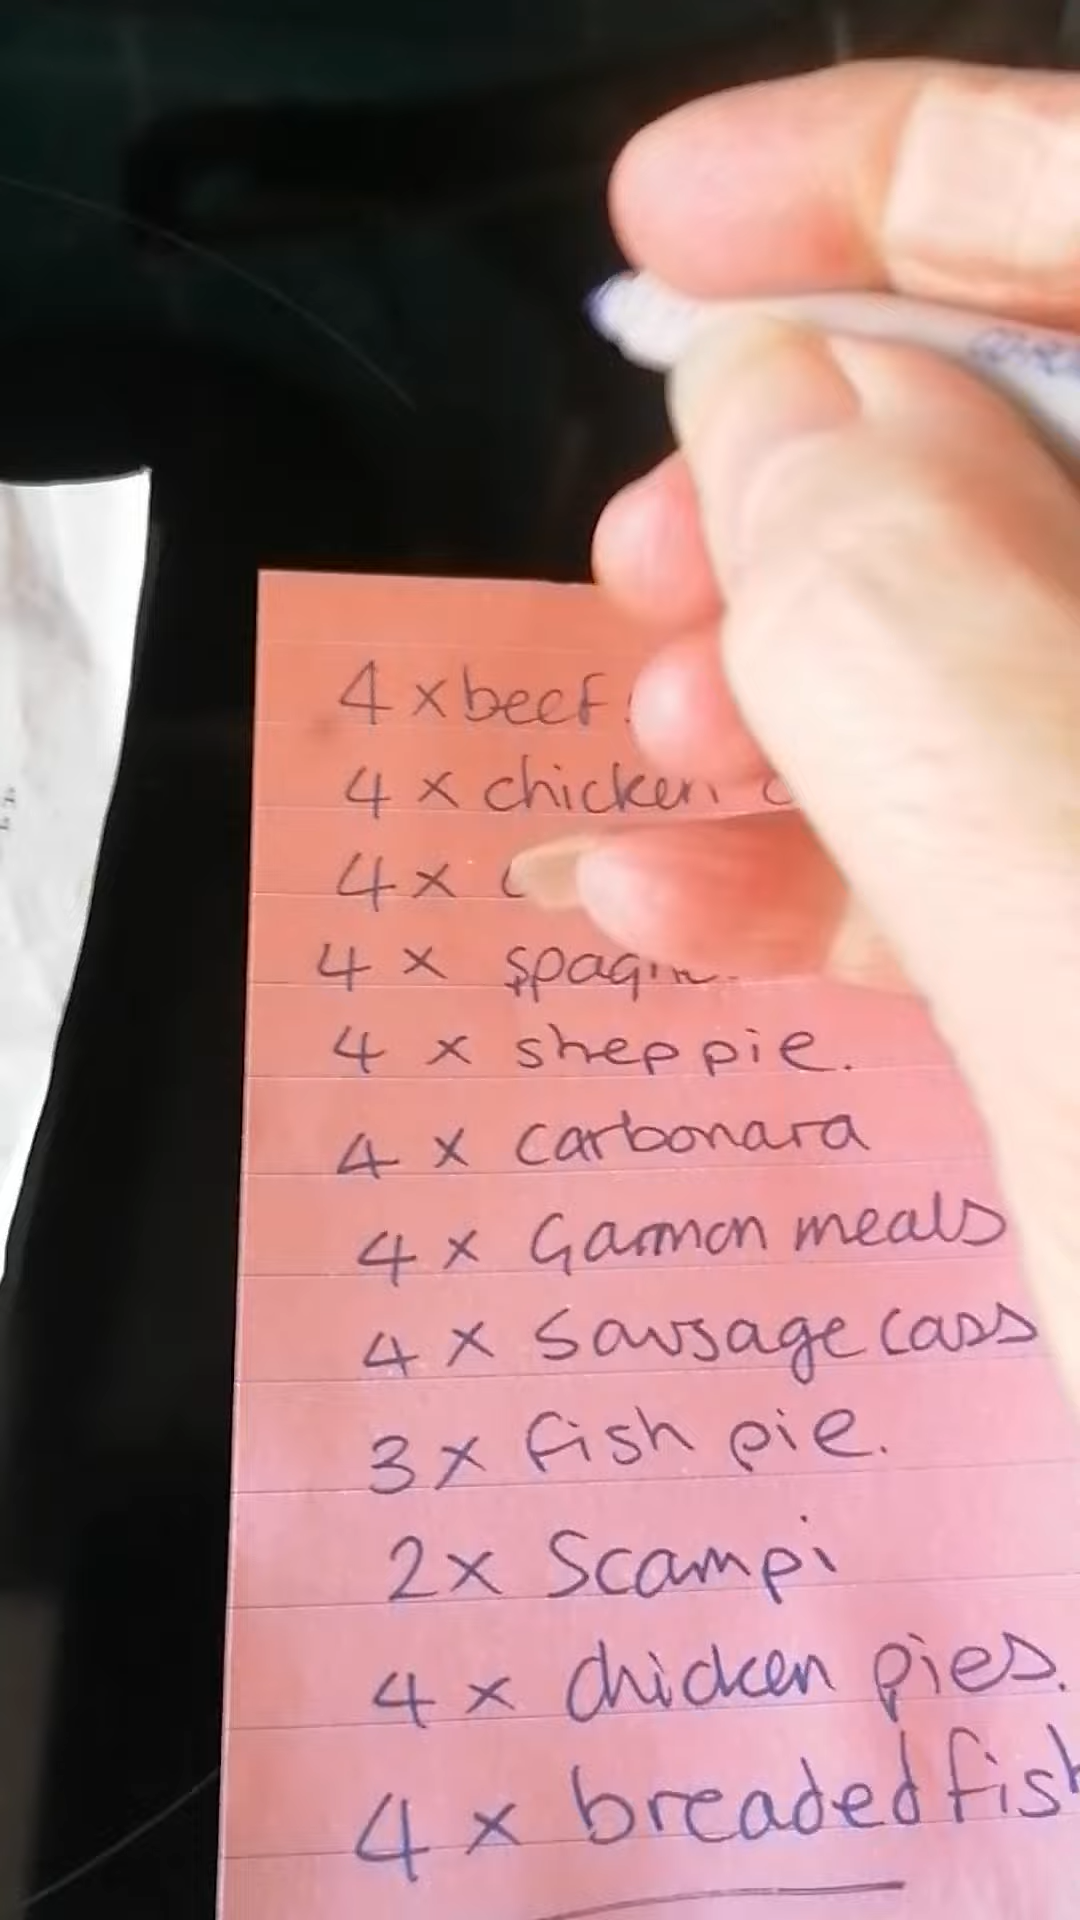 4 x beef
4 x chicken
4 x
4 x
4 x shep pie.
4 x carbonara
4 x Gammon meals
4 x Sausage cass
3 x fish pie.
2 x Scampi
4 x chicken pies.
4 x breaded fish